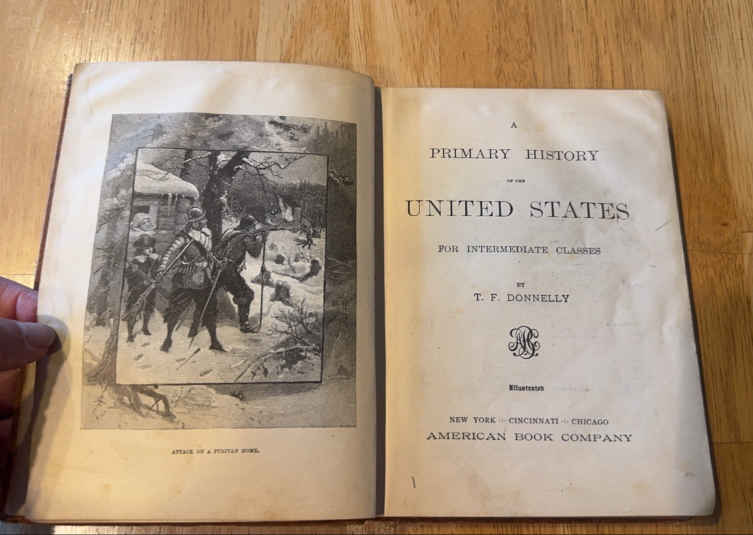 ATTACK ON A PURITAN HOME.
A
PRIMARY HISTORY
OF THE
UNITED STATES
FOR INTERMEDIATE CLASSES
BY
T. F. DONNELLY
ABC
Illustrated
NEW YORK ·:· CINCINNATI ·:· CHICAGO
AMERICAN BOOK COMPANY